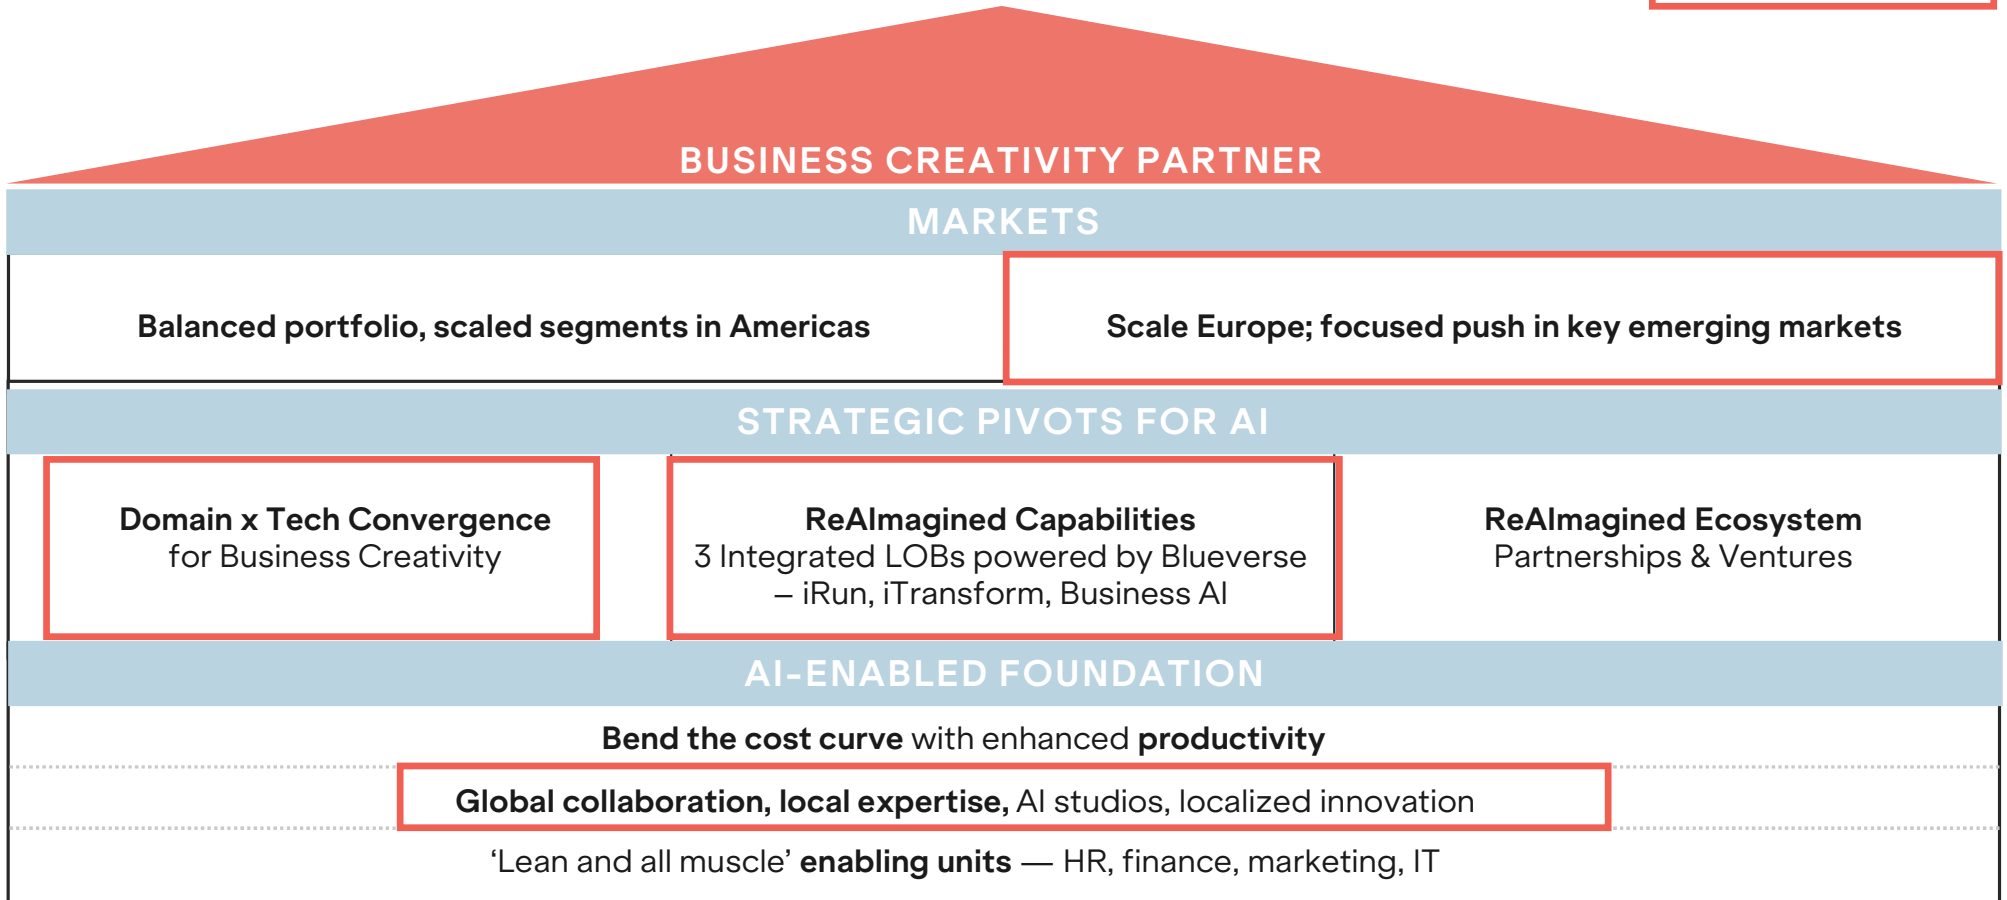 BUSINESS CREATIVITY PARTNER
MARKETS
Balanced portfolio, scaled segments in Americas
Scale Europe; focused push in key emerging markets
STRATEGIC PIVOTS FOR AI
Domain x Tech Convergence
for Business Creativity
ReAImagined Capabilities
3 Integrated LOBs powered by Blueverse
– iRun, iTransform, Business AI
ReAImagined Ecosystem
Partnerships & Ventures
AI-ENABLED FOUNDATION
Bend the cost curve with enhanced productivity
Global collaboration, local expertise, AI studios, localized innovation
‘Lean and all muscle’ enabling units — HR, finance, marketing, IT